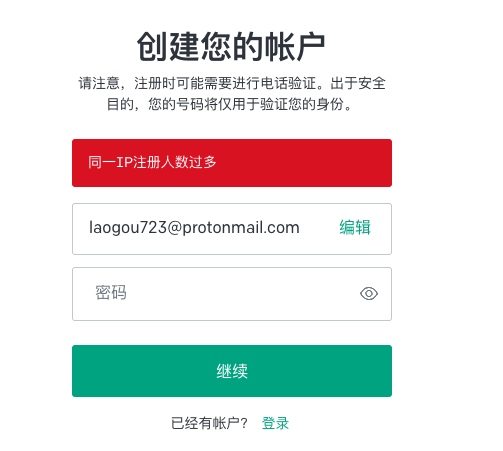 创建您的帐户
请注意，注册时可能需要进行电话验证。出于安全
目的，您的号码将仅用于验证您的身份。
同一IP注册人数过多
laogou723@protonmail.com 编辑
密码
继续
已经有帐户? 登录